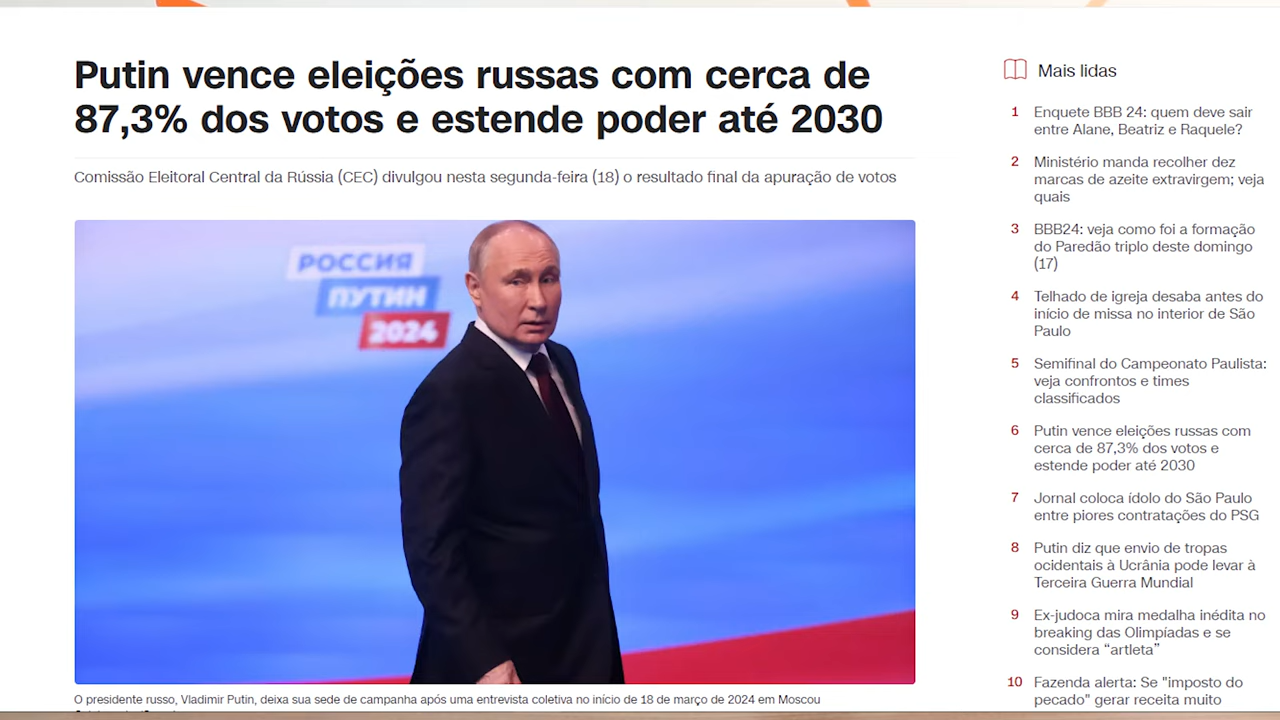 Putin vence eleições russas com cerca de
87,3% dos votos e estende poder até 2030
Comissão Eleitoral Central da Rússia (CEC) divulgou nesta segunda-feira (18) o resultado final da apuração de votos
РОССИЯ
ПУТИН
2024
O presidente russo, Vladimir Putin, deixa sua sede de campanha após uma entrevista coletiva no início de 18 de março de 2024 em Moscou
Mais lidas
1 Enquete BBB 24: quem deve sair
entre Alane, Beatriz e Raquele?
2 Ministério manda recolher dez
marcas de azeite extravirgem; veja
quais
3 BBB24: veja como foi a formação
do Paredão triplo deste domingo
(17)
4 Telhado de igreja desaba antes do
início de missa no interior de São
Paulo
5 Semifinal do Campeonato Paulista:
veja confrontos e times
classificados
6 Putin vence eleições russas com
cerca de 87,3% dos votos e
estende poder até 2030
7 Jornal coloca ídolo do São Paulo
entre piores contratações do PSG
8 Putin diz que envio de tropas
ocidentais à Ucrânia pode levar à
Terceira Guerra Mundial
9 Ex-judoca mira medalha inédita no
breaking das Olimpíadas e se
considera “artleta”
10 Fazenda alerta: Se "imposto do
pecado" gerar receita muito